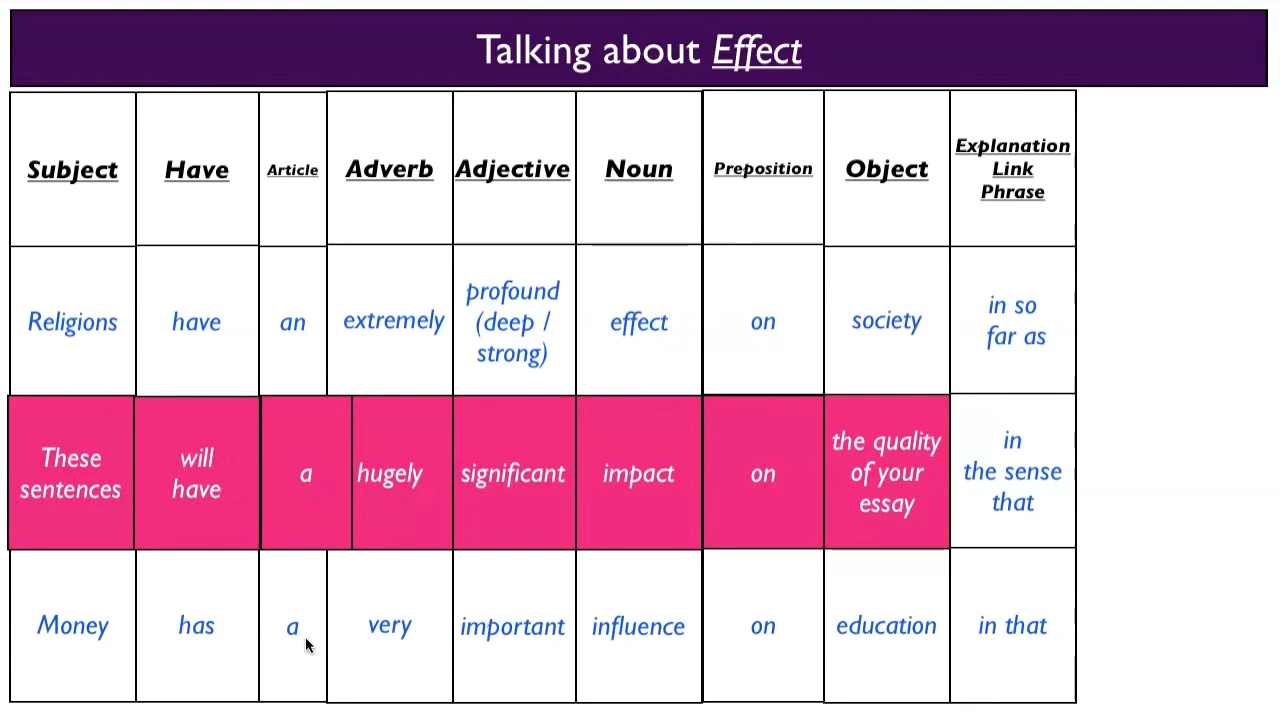 Talking about Effect
Subject
Have
Article
Adverb
Adjective
Noun
Preposition
Object
Explanation
Link
Phrase
Religions
have
an
extremely
profound
(deep /
strong)
effect
on
society
in so
far as
These
sentences
will
have
a
hugely
significant
impact
on
the quality
of your
essay
in
the sense
that
Money
has
a
very
important
influence
on
education
in that